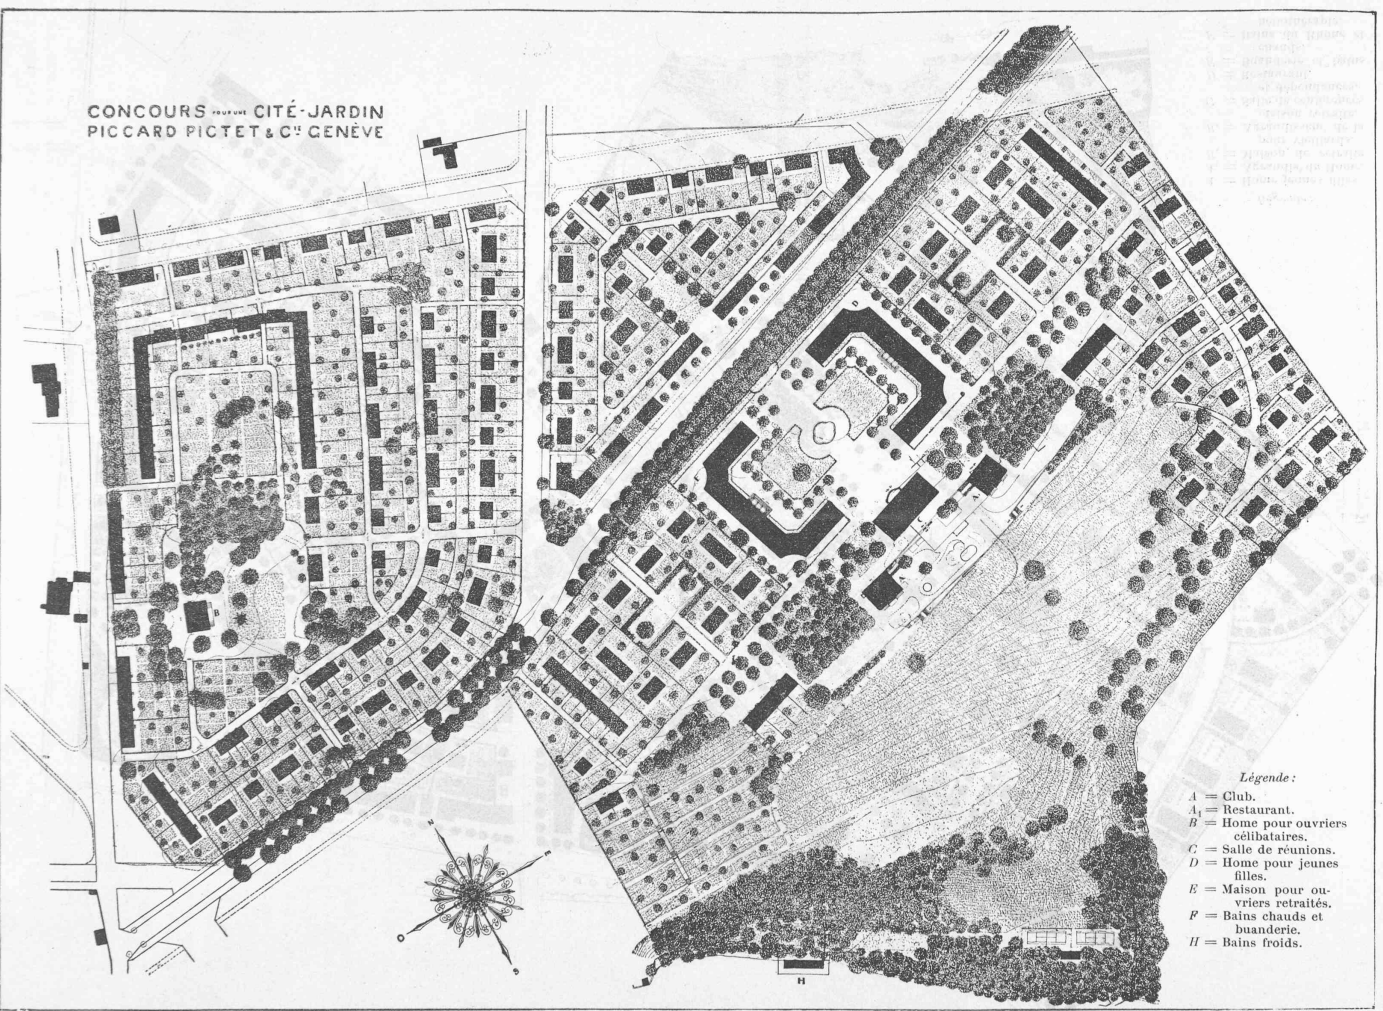 CONCOURS POUR UNE CITÉ-JARDIN
PICCARD PICTET & Cie GENÈVE
D
C
A
B
N
E
O
S
H
Légende :
A = Club.
A1 = Restaurant.
B = Home pour ouvriers
célibataires.
C = Salle de réunions.
D = Home pour jeunes
filles.
E = Maison pour ou-
vriers retraités.
F = Bains chauds et
buanderie.
H = Bains froids.